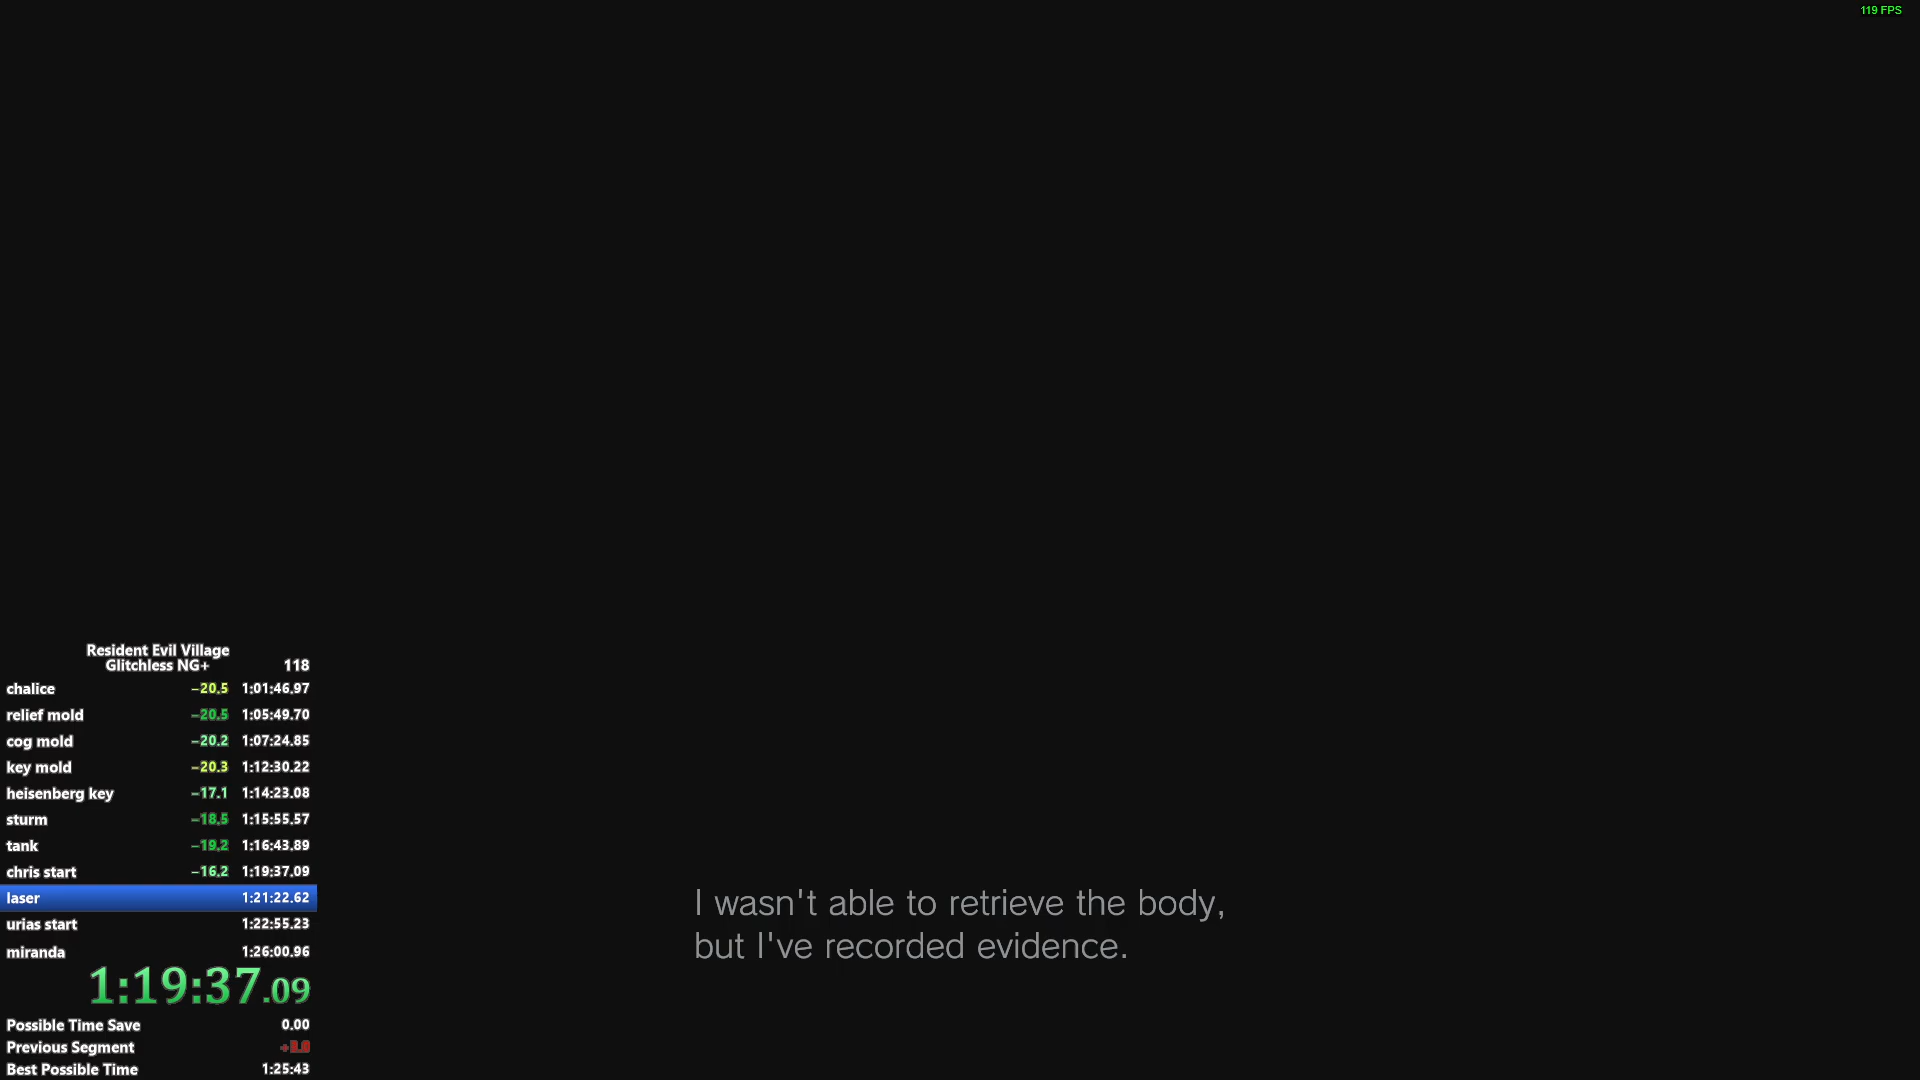 119 FPS
Resident Evil Village
Glitchless NG+ 118
chalice −20.5 1:01:46.97
relief mold −20.5 1:05:49.70
cog mold −20.2 1:07:24.85
key mold −20.3 1:12:30.22
heisenberg key −17.1 1:14:23.08
sturm −18.5 1:15:55.57
tank −19.2 1:16:43.89
chris start −16.2 1:19:37.09
laser 1:21:22.62
urias start 1:22:55.23
miranda 1:26:00.96
1:19:37.09
Possible Time Save 0.00
Previous Segment
Best Possible Time 1:25:43
I wasn't able to retrieve the body,
but I've recorded evidence.